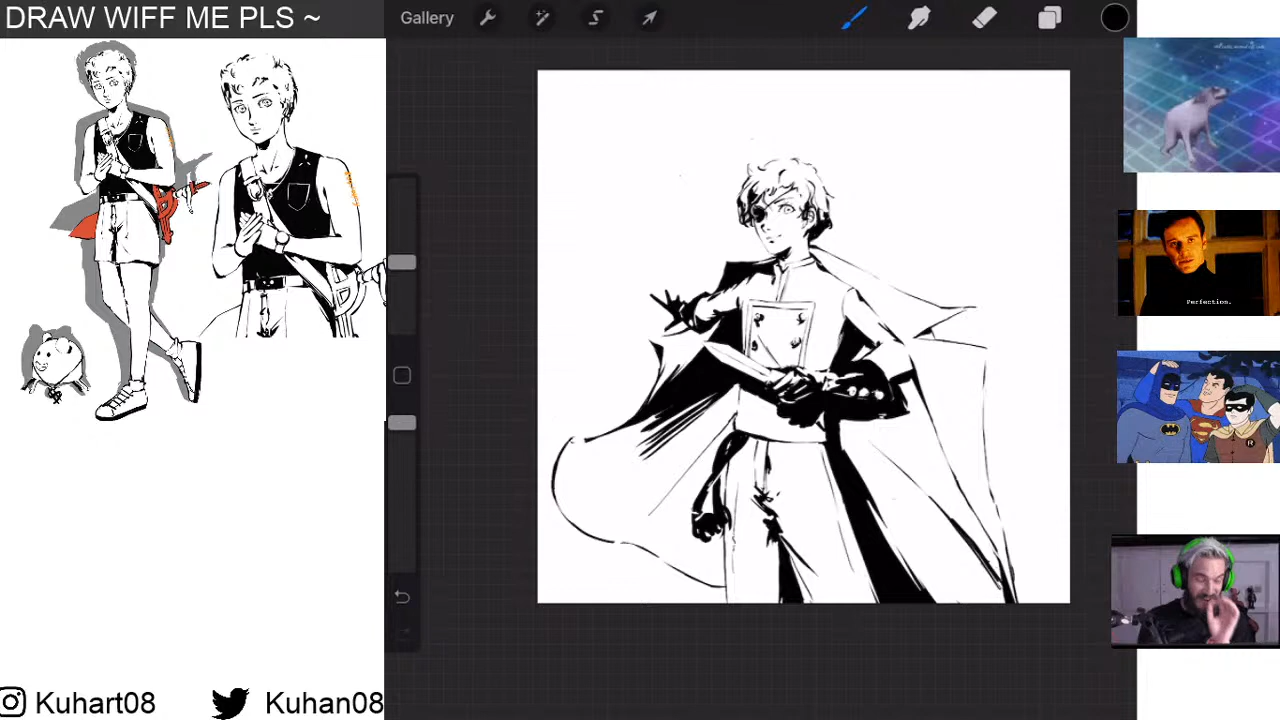 DRAW WIFF ME PLS ~
Gallery
Perfection.
R
Kuhart08
Kuhan08